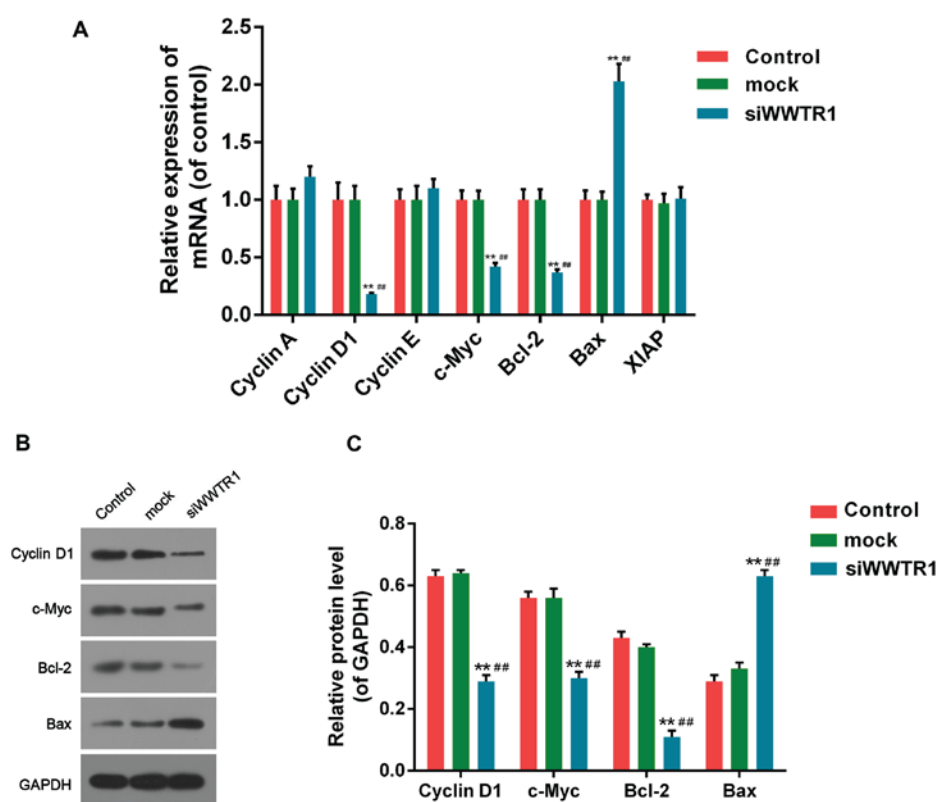 A
Relative expression of
mRNA (of control)
2.5
2.0
1.5
1.0
0.5
0.0
** ##
** ##
** ##
** ##
Cyclin A
Cyclin D1
Cyclin E
c-Myc
Bcl-2
Bax
XIAP
Control
mock
siWWTR1
B
Control
mock
siWWTR1
Cyclin D1
c-Myc
Bcl-2
Bax
GAPDH
C
Relative protein level
(of GAPDH)
0.8
0.6
0.4
0.2
0.0
** ##
** ##
** ##
** ##
Cyclin D1
c-Myc
Bcl-2
Bax
Control
mock
siWWTR1